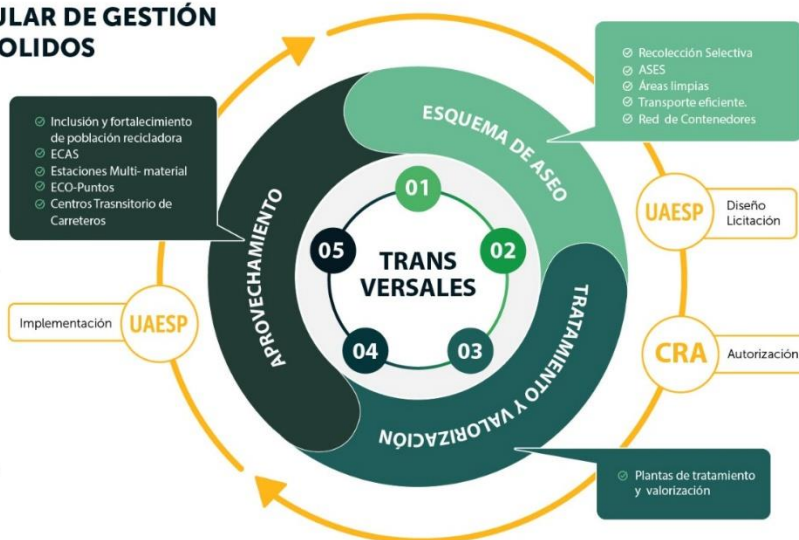 ULAR DE GESTIÓN
OLIDOS
Recolección Selectiva
ASES
Áreas limpias
Transporte eficiente.
Red de Contenedores
Inclusión y fortalecimiento
de población recicladora
ECAS
Estaciones Multi- material
ECO-Puntos
Centros Trasnsitorio de
Carreteros
ESQUEMA DE ASEO
APROVECHAMIENTO
TRATAMIENTO Y VALORIZACIÓN
01
02
03
04
05
TRANS
VERSALES
UAESP
Diseño
Licitación
Implementación
UAESP
CRA
Autorización
Plantas de tratamiento
y valorización